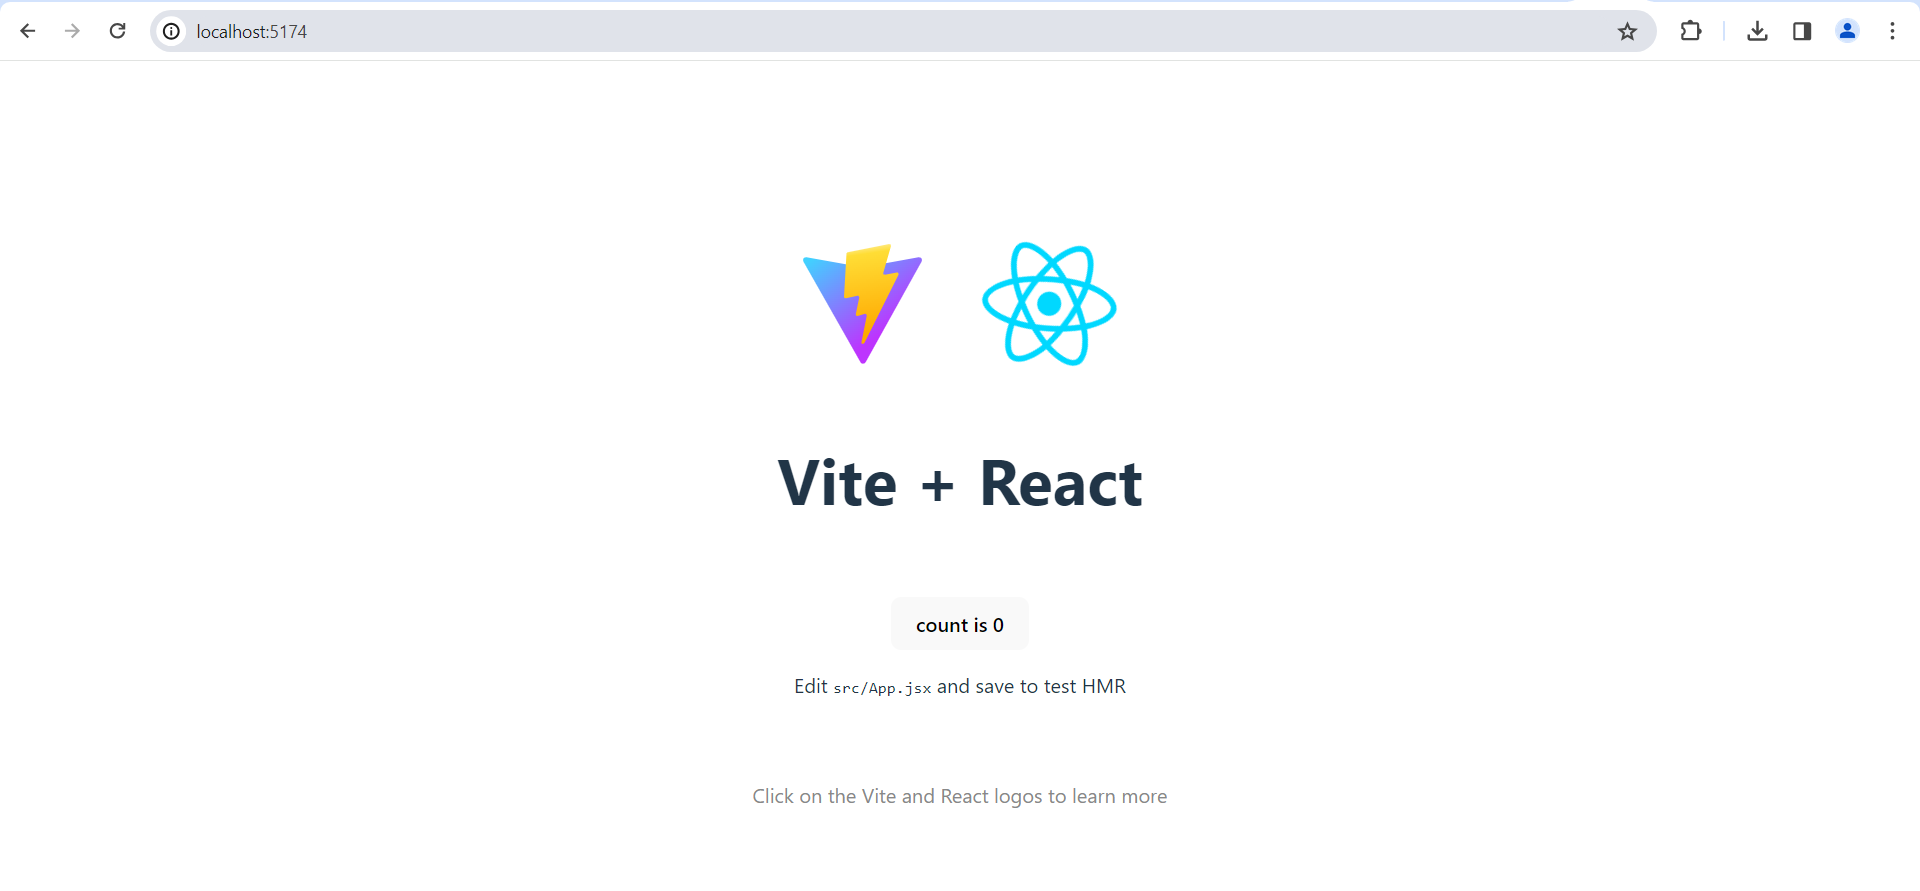 localhost:5174
Vite + React
count is 0
Edit src/App.jsx and save to test HMR
Click on the Vite and React logos to learn more